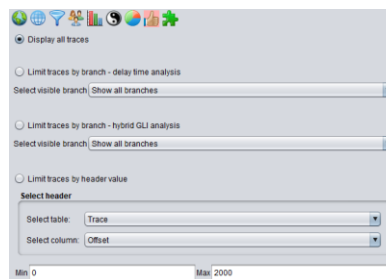 Display all traces
Limit traces by branch - delay time analysis
Select visible branch Show all branches
Limit traces by branch - hybrid GLI analysis
Select visible branch Show all branches
Limit traces by header value
Select header
Select table: Trace
Select column: Offset
Min 0 Max 2000